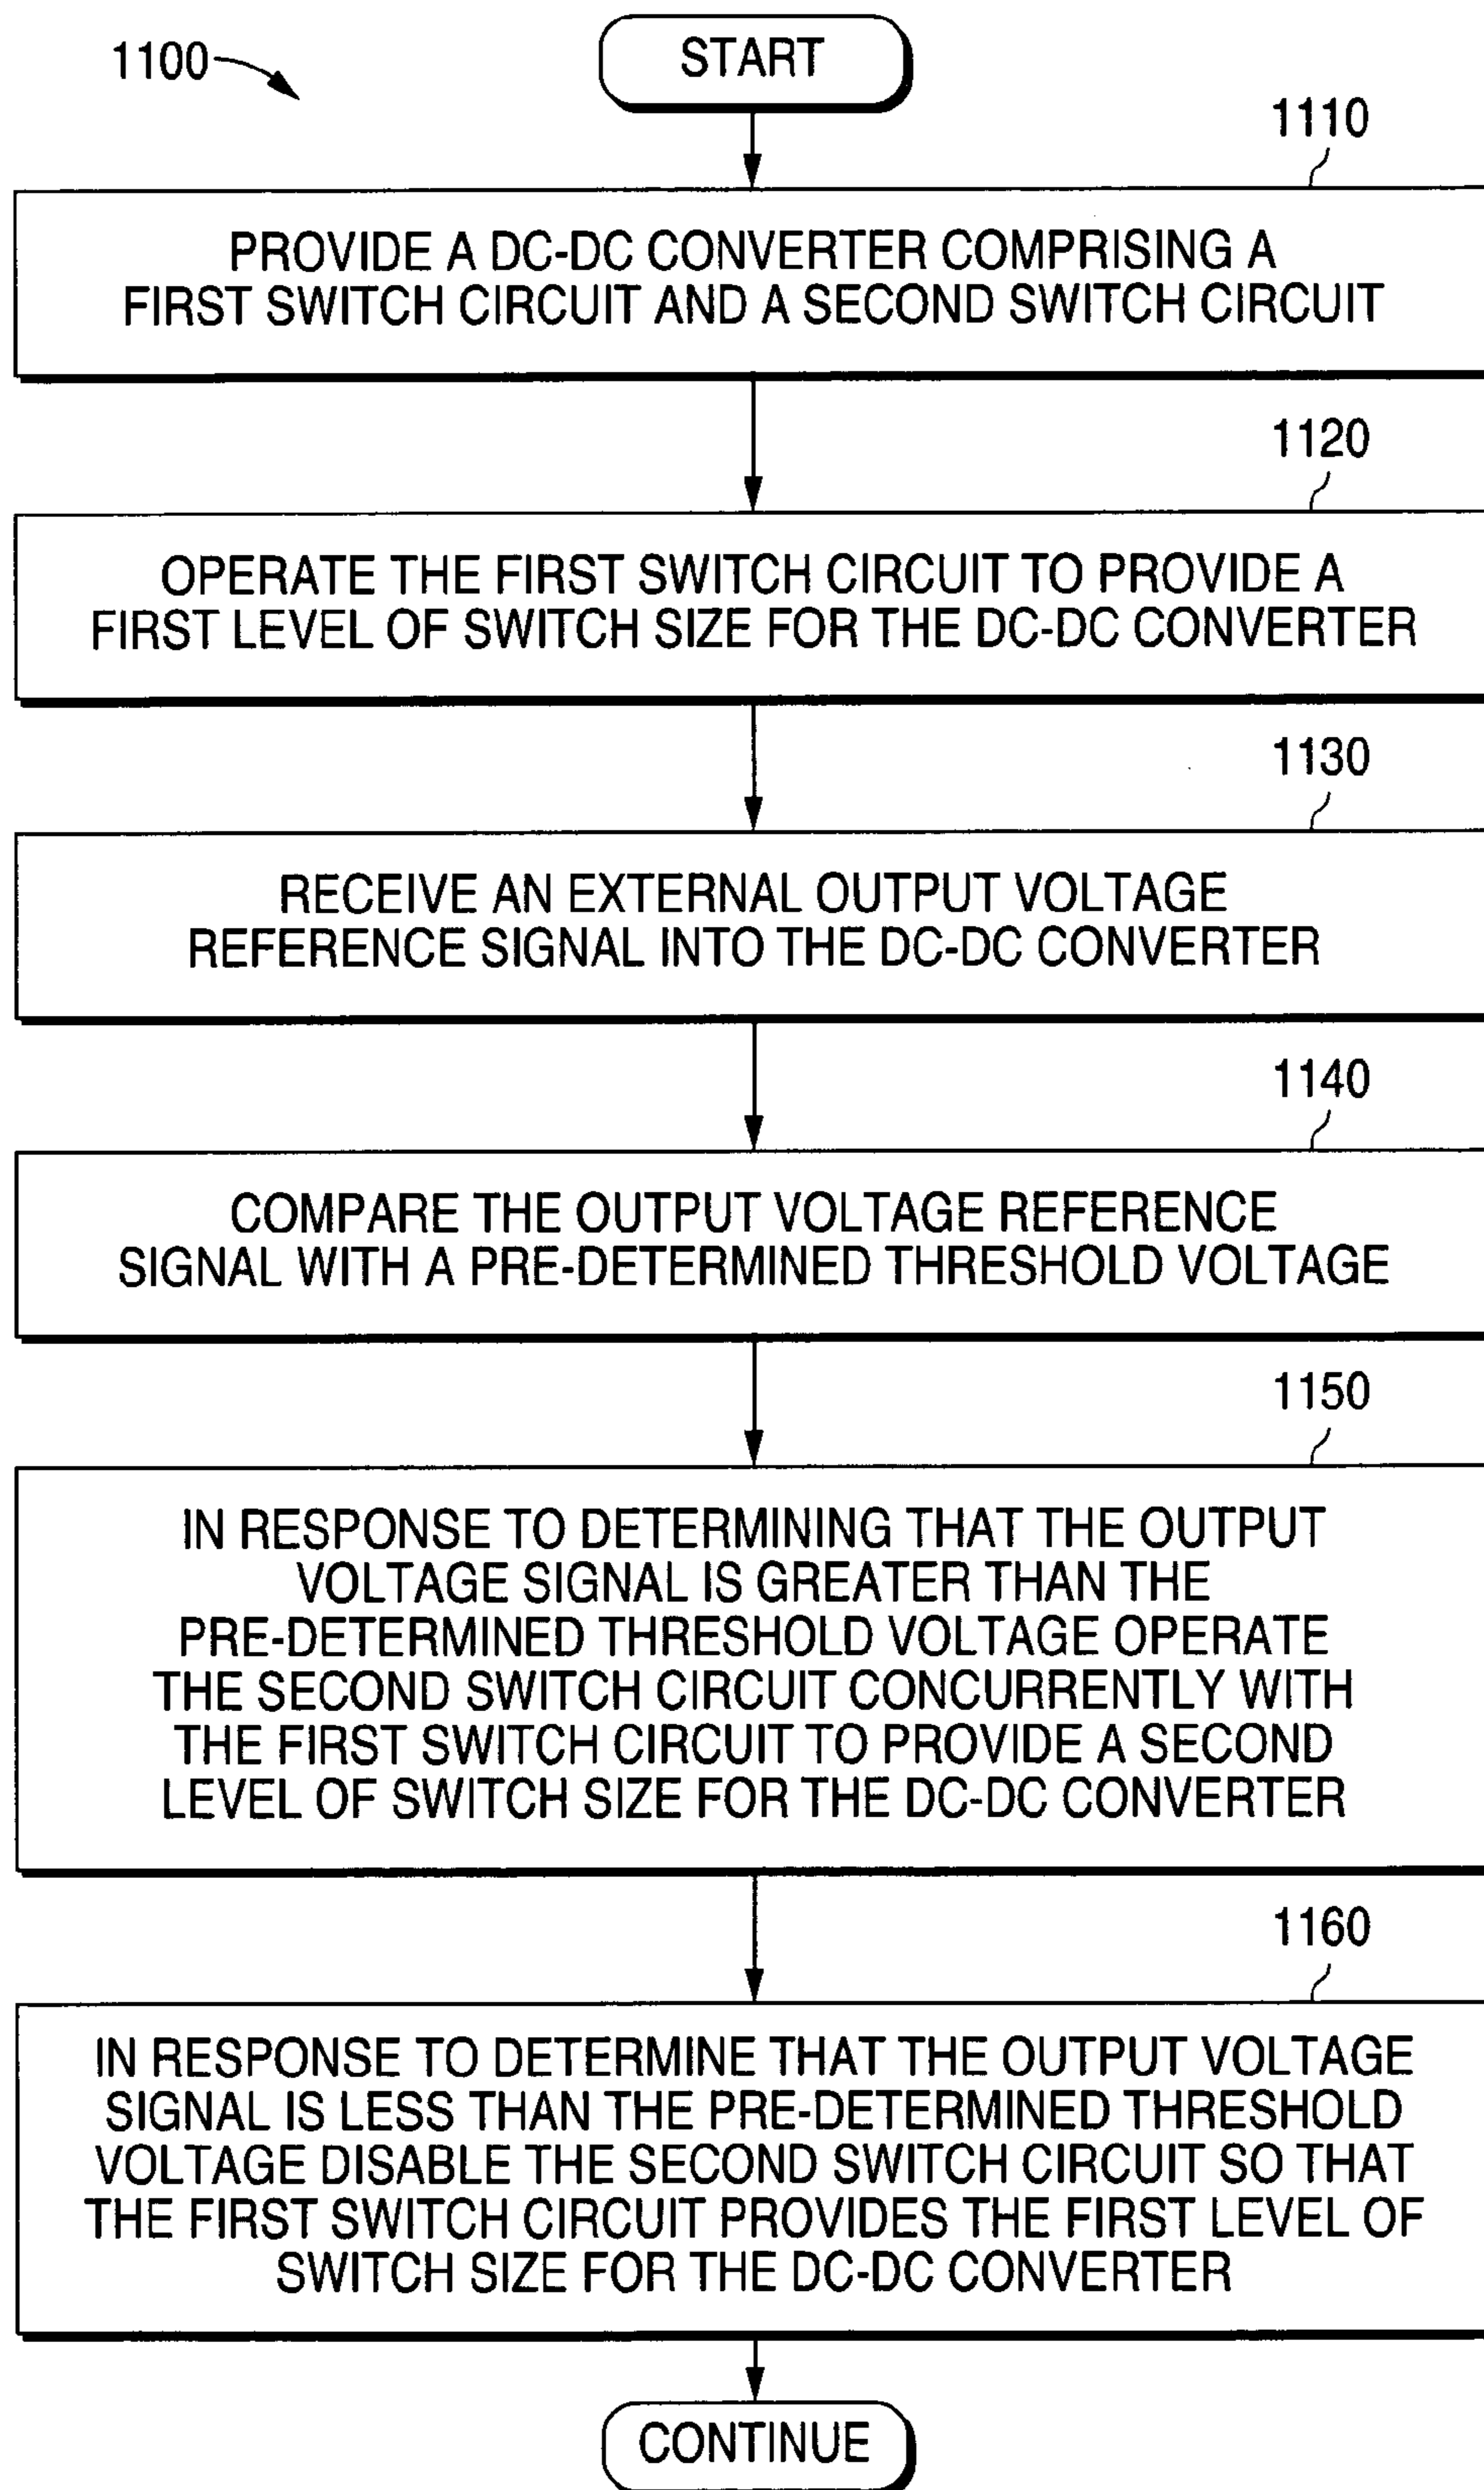 1100
START
1110
PROVIDE A DC-DC CONVERTER COMPRISING A
FIRST SWITCH CIRCUIT AND A SECOND SWITCH CIRCUIT
1120
OPERATE THE FIRST SWITCH CIRCUIT TO PROVIDE A
FIRST LEVEL OF SWITCH SIZE FOR THE DC-DC CONVERTER
1130
RECEIVE AN EXTERNAL OUTPUT VOLTAGE
REFERENCE SIGNAL INTO THE DC-DC CONVERTER
1140
COMPARE THE OUTPUT VOLTAGE REFERENCE
SIGNAL WITH A PRE-DETERMINED THRESHOLD VOLTAGE
1150
IN RESPONSE TO DETERMINING THAT THE OUTPUT
VOLTAGE SIGNAL IS GREATER THAN THE
PRE-DETERMINED THRESHOLD VOLTAGE OPERATE
THE SECOND SWITCH CIRCUIT CONCURRENTLY WITH
THE FIRST SWITCH CIRCUIT TO PROVIDE A SECOND
LEVEL OF SWITCH SIZE FOR THE DC-DC CONVERTER
1160
IN RESPONSE TO DETERMINE THAT THE OUTPUT VOLTAGE
SIGNAL IS LESS THAN THE PRE-DETERMINED THRESHOLD
VOLTAGE DISABLE THE SECOND SWITCH CIRCUIT SO THAT
THE FIRST SWITCH CIRCUIT PROVIDES THE FIRST LEVEL OF
SWITCH SIZE FOR THE DC-DC CONVERTER
CONTINUE